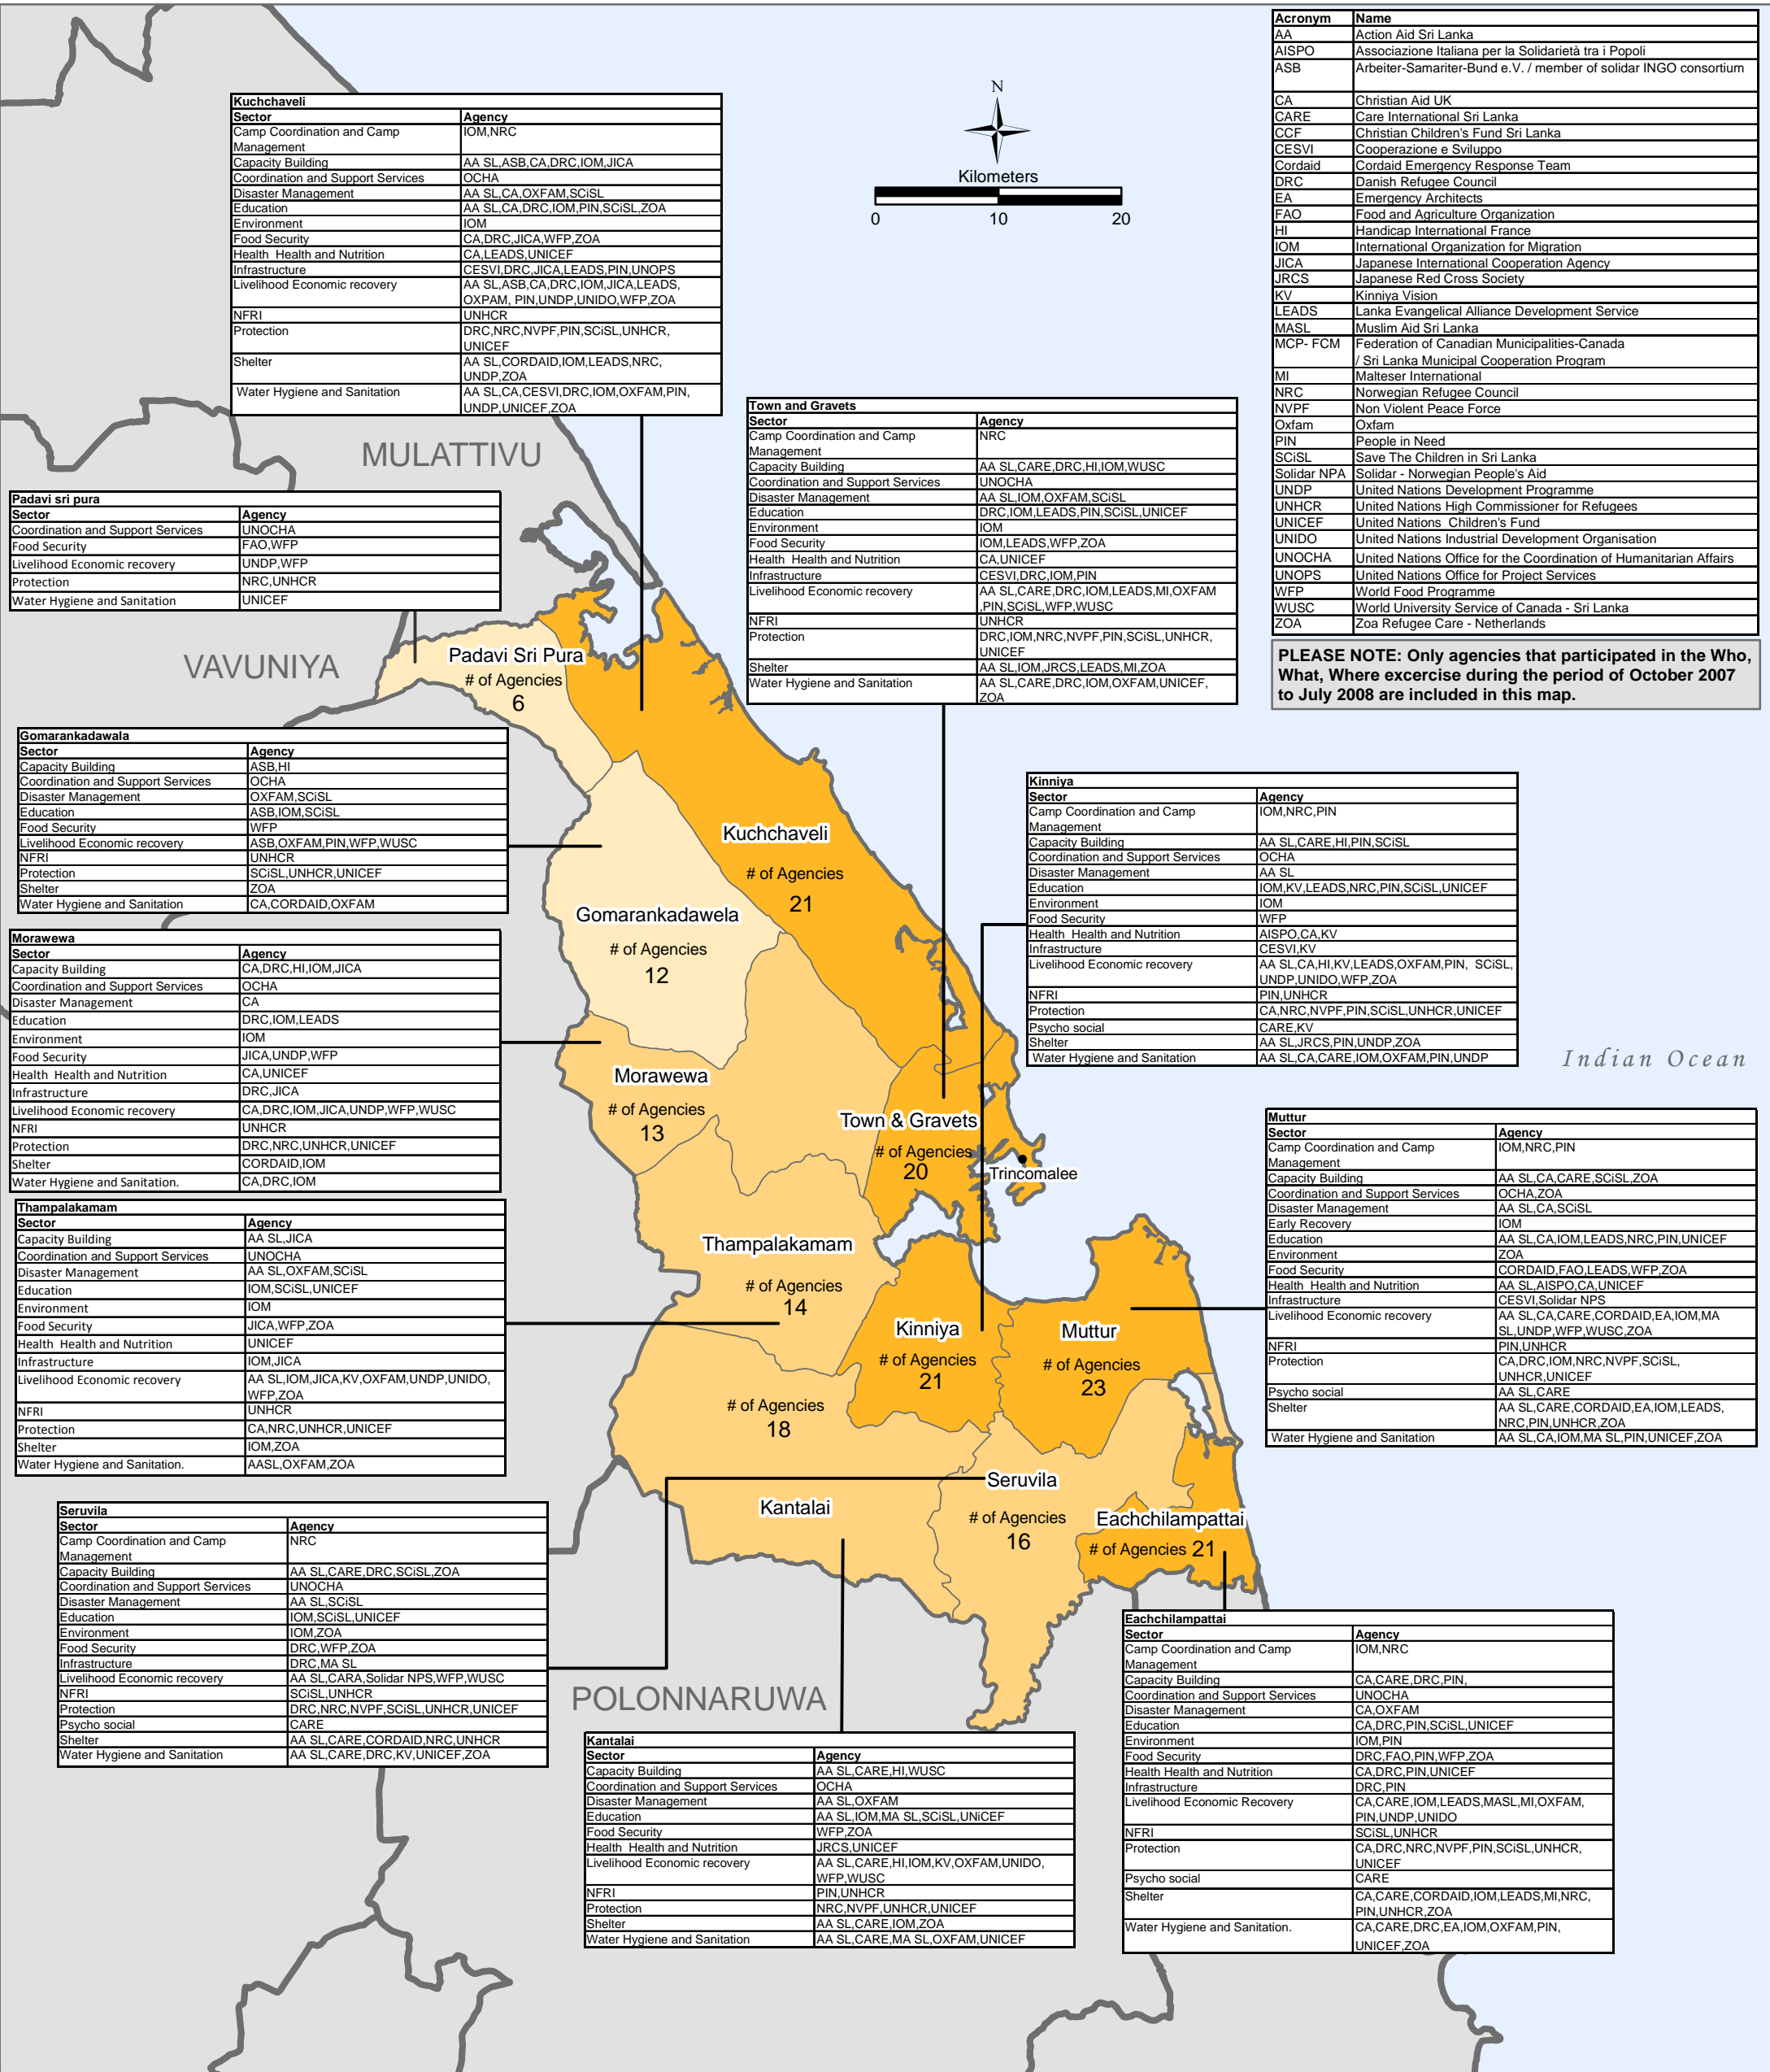 Acronym Name
AA Action Aid Sri Lanka
AISPO Associazione Italiana per la Solidarietà tra i Popoli
ASB Arbeiter-Samariter-Bund e.V. / member of solidar INGO consortium
CA Christian Aid UK
CARE Care International Sri Lanka
CCF Christian Children's Fund Sri Lanka
CESVI Cooperazione e Sviluppo
Cordaid Cordaid Emergency Response Team
DRC Danish Refugee Council
EA Emergency Architects
FAO Food and Agriculture Organization
HI Handicap International France
IOM International Organization for Migration
JICA Japanese International Cooperation Agency
JRCS Japanese Red Cross Society
KV Kinniya Vision
LEADS Lanka Evangelical Alliance Development Service
MASL Muslim Aid Sri Lanka
MCP- FCM Federation of Canadian Municipalities-Canada
/ Sri Lanka Municipal Cooperation Program
MI Malteser International
NRC Norwegian Refugee Council
NVPF Non Violent Peace Force
Oxfam Oxfam
PIN People in Need
SCiSL Save The Children in Sri Lanka
Solidar NPA Solidar - Norwegian People's Aid
UNDP United Nations Development Programme
UNHCR United Nations High Commissioner for Refugees
UNICEF United Nations  Children's Fund
UNIDO United Nations Industrial Development Organisation
UNOCHA United Nations Office for the Coordination of Humanitarian Affairs
UNOPS United Nations Office for Project Services
WFP World Food Programme
WUSC World University Service of Canada - Sri Lanka
ZOA Zoa Refugee Care - Netherlands
PLEASE NOTE: Only agencies that participated in the Who,
What, Where excercise during the period of October 2007
to July 2008 are included in this map.
N
Kilometers
0 10 20
Kuchchaveli
Sector Agency
Camp Coordination and Camp IOM,NRC
Management
Capacity Building AA SL,ASB,CA,DRC,IOM,JICA
Coordination and Support Services OCHA
Disaster Management AA SL,CA,OXFAM,SCiSL
Education AA SL,CA,DRC,IOM,PIN,SCiSL,ZOA
Environment IOM
Food Security CA,DRC,JICA,WFP,ZOA
Health  Health and Nutrition CA,LEADS,UNICEF
Infrastructure CESVI,DRC,JICA,LEADS,PIN,UNOPS
Livelihood Economic recovery AA SL,ASB,CA,DRC,IOM,JICA,LEADS,
OXPAM, PIN,UNDP,UNIDO,WFP,ZOA
NFRI UNHCR
Protection DRC,NRC,NVPF,PIN,SCiSL,UNHCR,
UNICEF
Shelter AA SL,CORDAID,IOM,LEADS,NRC,
UNDP,ZOA
Water Hygiene and Sanitation AA SL,CA,CESVI,DRC,IOM,OXFAM,PIN,
UNDP,UNICEF,ZOA
Town and Gravets
Sector Agency
Camp Coordination and Camp NRC
Management
Capacity Building AA SL,CARE,DRC,HI,IOM,WUSC
Coordination and Support Services UNOCHA
Disaster Management AA SL,IOM,OXFAM,SCiSL
Education DRC,IOM,LEADS,PIN,SCiSL,UNICEF
Environment IOM
Food Security IOM,LEADS,WFP,ZOA
Health  Health and Nutrition CA,UNICEF
Infrastructure CESVI,DRC,IOM,PIN
Livelihood Economic recovery AA SL,CARE,DRC,IOM,LEADS,MI,OXFAM
,PIN,SCiSL,WFP,WUSC
NFRI UNHCR
Protection DRC,IOM,NRC,NVPF,PIN,SCiSL,UNHCR,
UNICEF
Shelter AA SL,IOM,JRCS,LEADS,MI,ZOA
Water Hygiene and Sanitation AA SL,CARE,DRC,IOM,OXFAM,UNICEF,
ZOA
Padavi sri pura
Sector Agency
Coordination and Support Services UNOCHA
Food Security FAO,WFP
Livelihood Economic recovery UNDP,WFP
Protection NRC,UNHCR
Water Hygiene and Sanitation UNICEF
Gomarankadawala
Sector Agency
Capacity Building ASB,HI
Coordination and Support Services OCHA
Disaster Management OXFAM,SCiSL
Education ASB,IOM,SCiSL
Food Security WFP
Livelihood Economic recovery ASB,OXFAM,PIN,WFP,WUSC
NFRI UNHCR
Protection SCiSL,UNHCR,UNICEF
Shelter ZOA
Water Hygiene and Sanitation CA,CORDAID,OXFAM
Kinniya
Sector Agency
Camp Coordination and Camp IOM,NRC,PIN
Management
Capacity Building AA SL,CARE,HI,PIN,SCiSL
Coordination and Support Services OCHA
Disaster Management AA SL
Education IOM,KV,LEADS,NRC,PIN,SCiSL,UNICEF
Environment IOM
Food Security WFP
Health  Health and Nutrition AISPO,CA,KV
Infrastructure CESVI,KV
Livelihood Economic recovery AA SL,CA,HI,KV,LEADS,OXFAM,PIN,  SCiSL,
UNDP,UNIDO,WFP,ZOA
NFRI PIN,UNHCR
Protection CA,NRC,NVPF,PIN,SCiSL,UNHCR,UNICEF
Psycho social CARE,KV
Shelter AA SL,JRCS,PIN,UNDP,ZOA
Water Hygiene and Sanitation AA SL,CA,CARE,IOM,OXFAM,PIN,UNDP
Morawewa
Sector Agency
Capacity Building CA,DRC,HI,IOM,JICA
Coordination and Support Services OCHA
Disaster Management CA
Education DRC,IOM,LEADS
Environment IOM
Food Security JICA,UNDP,WFP
Health  Health and Nutrition CA,UNICEF
Infrastructure DRC,JICA
Livelihood Economic recovery CA,DRC,IOM,JICA,UNDP,WFP,WUSC
NFRI UNHCR
Protection DRC,NRC,UNHCR,UNICEF
Shelter CORDAID,IOM
Water Hygiene and Sanitation. CA,DRC,IOM
Muttur
Sector Agency
Camp Coordination and Camp IOM,NRC,PIN
Management
Capacity Building AA SL,CA,CARE,SCiSL,ZOA
Coordination and Support Services OCHA,ZOA
Disaster Management AA SL,CA,SCiSL
Early Recovery IOM
Education AA SL,CA,IOM,LEADS,NRC,PIN,UNICEF
Environment ZOA
Food Security CORDAID,FAO,LEADS,WFP,ZOA
Health  Health and Nutrition AA SL,AISPO,CA,UNICEF
Infrastructure CESVI,Solidar NPS
Livelihood Economic recovery AA SL,CA,CARE,CORDAID,EA,IOM,MA
SL,UNDP,WFP,WUSC,ZOA
NFRI PIN,UNHCR
Protection CA,DRC,IOM,NRC,NVPF,SCiSL,
UNHCR,UNICEF
Psycho social AA SL,CARE
Shelter AA SL,CARE,CORDAID,EA,IOM,LEADS,
NRC,PIN,UNHCR,ZOA
Water Hygiene and Sanitation AA SL,CA,IOM,MA SL,PIN,UNICEF,ZOA
Thampalakamam
Sector Agency
Capacity Building AA SL,JICA
Coordination and Support Services UNOCHA
Disaster Management AA SL,OXFAM,SCiSL
Education IOM,SCiSL,UNICEF
Environment IOM
Food Security JICA,WFP,ZOA
Health  Health and Nutrition UNICEF
Infrastructure IOM,JICA
Livelihood Economic recovery AA SL,IOM,JICA,KV,OXFAM,UNDP,UNIDO,
WFP,ZOA
NFRI UNHCR
Protection CA,NRC,UNHCR,UNICEF
Shelter IOM,ZOA
Water Hygiene and Sanitation. AASL,OXFAM,ZOA
Seruvila
Sector Agency
Camp Coordination and Camp NRC
Management
Capacity Building AA SL,CARE,DRC,SCiSL,ZOA
Coordination and Support Services UNOCHA
Disaster Management AA SL,SCiSL
Education IOM,SCiSL,UNICEF
Environment IOM,ZOA
Food Security DRC,WFP,ZOA
Infrastructure DRC,MA SL
Livelihood Economic recovery AA SL,CARA,Solidar NPS,WFP,WUSC
NFRI SCiSL,UNHCR
Protection DRC,NRC,NVPF,SCiSL,UNHCR,UNICEF
Psycho social CARE
Shelter AA SL,CARE,CORDAID,NRC,UNHCR
Water Hygiene and Sanitation AA SL,CARE,DRC,KV,UNICEF,ZOA
Kantalai
Sector Agency
Capacity Building AA SL,CARE,HI,WUSC
Coordination and Support Services OCHA
Disaster Management AA SL,OXFAM
Education AA SL,IOM,MA SL,SCiSL,UNiCEF
Food Security WFP,ZOA
Health  Health and Nutrition JRCS,UNICEF
Livelihood Economic recovery AA SL,CARE,HI,IOM,KV,OXFAM,UNIDO,
WFP,WUSC
NFRI PIN,UNHCR
Protection NRC,NVPF,UNHCR,UNICEF
Shelter AA SL,CARE,IOM,ZOA
Water Hygiene and Sanitation AA SL,CARE,MA SL,OXFAM,UNICEF
Eachchilampattai
Sector Agency
Camp Coordination and Camp IOM,NRC
Management
Capacity Building CA,CARE,DRC,PIN,
Coordination and Support Services UNOCHA
Disaster Management CA,OXFAM
Education CA,DRC,PIN,SCiSL,UNICEF
Environment IOM,PIN
Food Security DRC,FAO,PIN,WFP,ZOA
Health Health and Nutrition CA,DRC,PIN,UNICEF
Infrastructure DRC,PIN
Livelihood Economic Recovery CA,CARE,IOM,LEADS,MASL,MI,OXFAM,
PIN,UNDP,UNIDO
NFRI SCiSL,UNHCR
Protection CA,DRC,NRC,NVPF,PIN,SCiSL,UNHCR,
UNICEF
Psycho social CARE
Shelter CA,CARE,CORDAID,IOM,LEADS,MI,NRC,
PIN,UNHCR,ZOA
Water Hygiene and Sanitation. CA,CARE,DRC,EA,IOM,OXFAM,PIN,
UNICEF,ZOA
MULATTIVU
VAVUNIYA
POLONNARUWA
Indian Ocean
Padavi Sri Pura
# of Agencies
6
Kuchchaveli
# of Agencies
21
Gomarankadawela
# of Agencies
12
Morawewa
# of Agencies
13
Town & Gravets
# of Agencies
20
Trincomalee
Thampalakamam
# of Agencies
14
Kinniya
# of Agencies
21
Muttur
# of Agencies
23
# of Agencies
18
Kantalai
Seruvila
# of Agencies
16
Eachchilampattai
# of Agencies 21